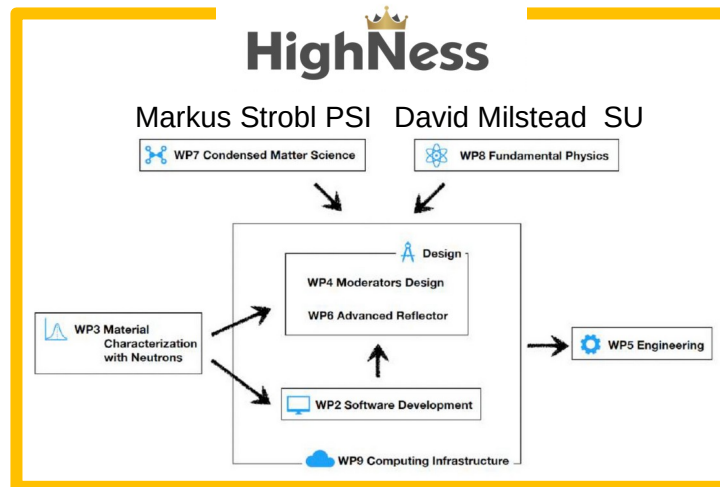 HighNess
Markus Strobl PSI David Milstead SU
WP7 Condensed Matter Science
WP8 Fundamental Physics
Design
WP4 Moderators Design
WP6 Advanced Reflector
WP3 Material
Characterization
with Neutrons
WP5 Engineering
WP2 Software Development
WP9 Computing Infrastructure